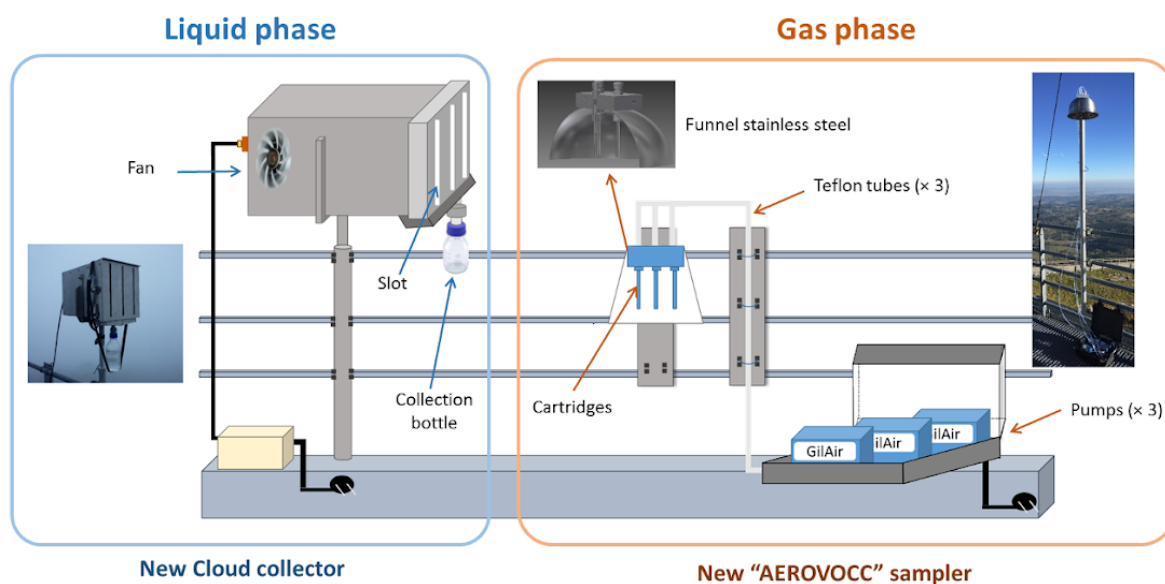 Liquid phase
Gas phase
Funnel stainless steel
Fan
Teflon tubes (× 3)
Slot
Collection
bottle
Cartridges
Pumps (× 3)
GilAir
ilAir
ilAir
New Cloud collector
New “AEROVOCC” sampler